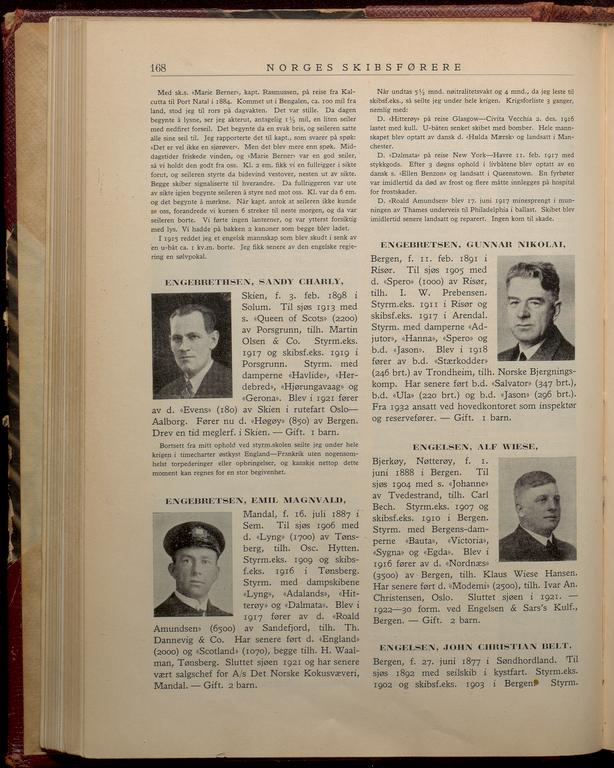 168
NORGES SKIBSFØRERE
Med sk.s. «Marie Berner», kapt. Rasmussen, på reise fra Kal-
cutta til Port Natal i 1884. Kommet ut i Bengalen, ca. 100 mil fra
land, stod jeg til rors på dagvakten. Det var stille. Da dagen
begynte å lysne, ser jeg akterut, antagelig 1½ mil, en liten seiler
med nedfiret forseil. Det begynte da en svak bris, og seileren satte
alle sine seil til. Jeg rapporterte det til kapt., som svarer på spøk:
«Det er vel ikke en sjørøver». Men det blev mere enn spøk. Mid-
dagstider friskede vinden, og «Marie Berner» var en god seiler,
så vi holdt den godt fra oss. Kl. 2 em. fikk vi en fullrigger i sikte
forut, og seileren styrte da bidevind vestover, nesten ut av sikte.
Begge skiber signaliserte til hverandre. Da fullriggeren var ute
av sikte igjen begynte seileren å styre ned mot oss. Kl. var da 6 em.
og det begynte å mørkne. Når kapt. antok at seileren ikke kunde
se oss, forandrede vi kursen 6 streker til neste morgen, og da var
seileren borte. Vi førte ingen lanterner, og var ytterst forsiktig
med lys. Vi hadde på bakken 2 kanoner som begge blev ladet.
I 1915 reddet jeg et engelsk mannskap som blev skudt i senk av
en u-båt ca. 1 kv.m. borte. Jeg fikk senere av den engelske regje-
ring en sølvpokal.
ENGEBRETHSEN, SANDY CHARLY,
Skien, f. 3. feb. 1898 i
Solum. Til sjøs 1913 med
s. «Queen of Scots» (2200)
av Porsgrunn, tilh. Martin
Olsen & Co. Styrm.eks.
1917 og skibsf.eks. 1919 i
Porsgrunn. Styrm. med
damperne «Havlide», «Her-
debred», «Hjørungavaag» og
«Gerona». Blev i 1921 fører
av d. «Evens» (180) av Skien i rutefart Oslo—
Aalborg. Fører nu d. «Høgøy» (850) av Bergen.
Drev en tid meglerf. i Skien. — Gift. 1 barn.
Bortsett fra mitt ophold ved styrm.skolen seilte jeg under hele
krigen i timecharter østkyst England—Frankrik uten nogensom-
helst torpederinger eller opbringelser, og kanskje nettop dette
moment kan regnes for en stor begivenhet.
ENGEBRETSEN, EMIL MAGNVALD,
Mandal, f. 16. juli 1887 i
Sem. Til sjøs 1906 med
d. «Lyng» (1700) av Tøns-
berg, tilh. Osc. Hytten.
Styrm.eks. 1909 og skibs-
f.eks. 1916 i Tønsberg.
Styrm. med dampskibene
«Lyng», «Adalands», «Hit-
terøy» og «Dalmata». Blev i
1917 fører av d. «Roald
Amundsen» (6500) av Sandefjord, tilh. Th.
Dannevig & Co. Har senere ført d. «England»
(2000) og «Scotland» (1070), begge tilh. H. Waal-
man, Tønsberg. Sluttet sjøen 1921 og har senere
vært salgschef for A/s Det Norske Kokusvæveri,
Mandal. — Gift. 2 barn.
Når undtas 5½ mnd. nøitralitetsvakt og 4 mnd., da jeg leste til
skibsf.eks., så seilte jeg under hele krigen. Krigsforliste 3 ganger,
nemlig med:
D. «Hitterøy» på reise Glasgow—Civita Vecchia 2. des. 1916
lastet med kull. U-båten senket skibet med bomber. Hele mann-
skapet blev optatt av dansk d. «Hulda Mærsk» og landsatt i Man-
chester.
D. «Dalmata» på reise New York—Havre 11. feb. 1917 med
stykkgods. Efter 3 døgns ophold i livbåtene blev optatt av en
dansk s. «Ellen Benzon» og landsatt i Queenstown. En fyrbøter
var imidlertid da død av frost og flere måtte innlegges på hospital
for frostskader.
D. «Roald Amundsen» blev 17. juni 1917 minesprengt i mun-
ningen av Thames underveis til Philadelphia i ballast. Skibet blev
imidlertid senere landsatt og reparert. Ingen kom til skade.
ENGEBRETSEN, GUNNAR NIKOLAI,
Bergen, f. 11. feb. 1891 i
Risør. Til sjøs 1905 med
d. «Spero» (1000) av Risør,
tilh. I. W. Prebensen.
Styrm.eks. 1911 i Risør og
skibsf.eks. 1917 i Arendal.
Styrm. med damperne «Ad-
jutor», «Hanna», «Spero» og
b.d. «Jason». Blev i 1918
fører av b.d. «Stærkodder»
(246 brt.) av Trondheim, tilh. Norske Bjergnings-
komp. Har senere ført b.d. «Salvator» (347 brt.),
b.d. «Ula» (220 brt.) og b.d. «Jason» (296 brt.).
Fra 1932 ansatt ved hovedkontoret som inspektør
og reservefører. — Gift. 1 barn.
ENGELSEN, ALF WIESE,
Bjerkøy, Nøtterøy, f. 1.
juni 1888 i Bergen. Til
sjøs 1904 med s. «Johanne»
av Tvedestrand, tilh. Carl
Bech. Styrm.eks. 1907 og
skibsf.eks. 1910 i Bergen.
Styrm. med Bergens-dam-
perne «Bauta», «Victoria»,
«Sygna» og «Egda». Blev i
1916 fører av d. «Nordnæs»
(3500) av Bergen, tilh. Klaus Wiese Hansen.
Har senere ført d. «Modemi» (2500), tilh. Ivar An.
Christensen, Oslo. Sluttet sjøen i 1921. —
1922—30 form. ved Engelsen & Sars's Kulf.,
Bergen. — Gift. 2 barn.
ENGELSEN, JOHN CHRISTIAN BELT,
Bergen, f. 27. juni 1877 i Søndhordland. Til
sjøs 1892 med seilskib i kystfart. Styrm.eks.
1902 og skibsf.eks. 1903 i Bergen. Styrm.